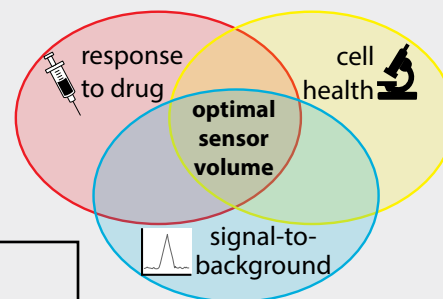 response
to drug
cell
health
optimal
sensor
volume
signal-to-
background